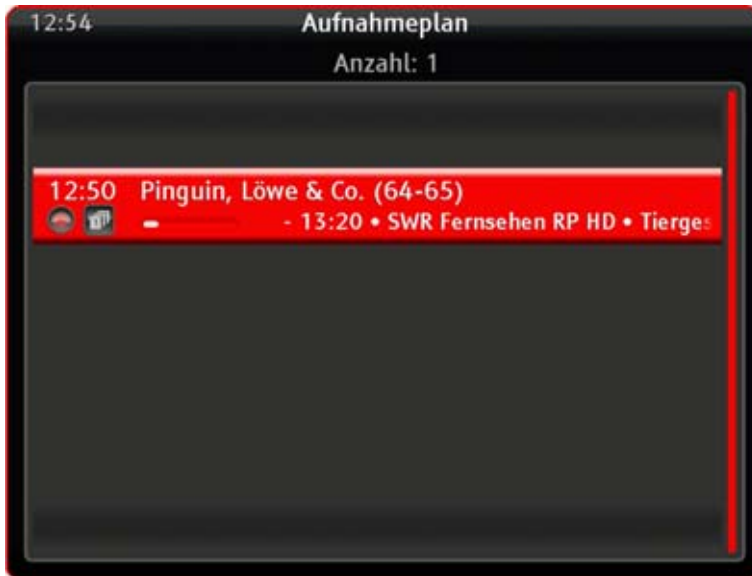 12:54 Aufnahmeplan
Anzahl: 1
12:50 Pinguin, Löwe & Co. (64-65)
- 13:20 • SWR Fernsehen RP HD • Tierges